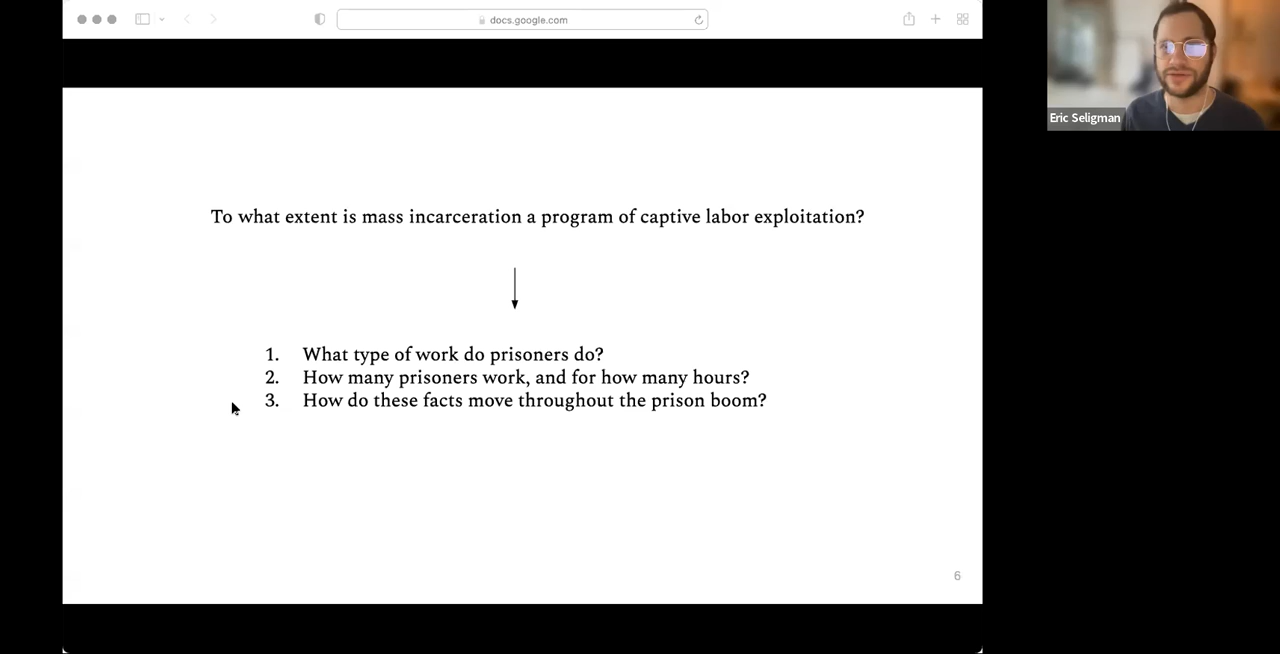 docs.google.com
Eric Seligman
To what extent is mass incarceration a program of captive labor exploitation?
1. What type of work do prisoners do?
2. How many prisoners work, and for how many hours?
3. How do these facts move throughout the prison boom?
6